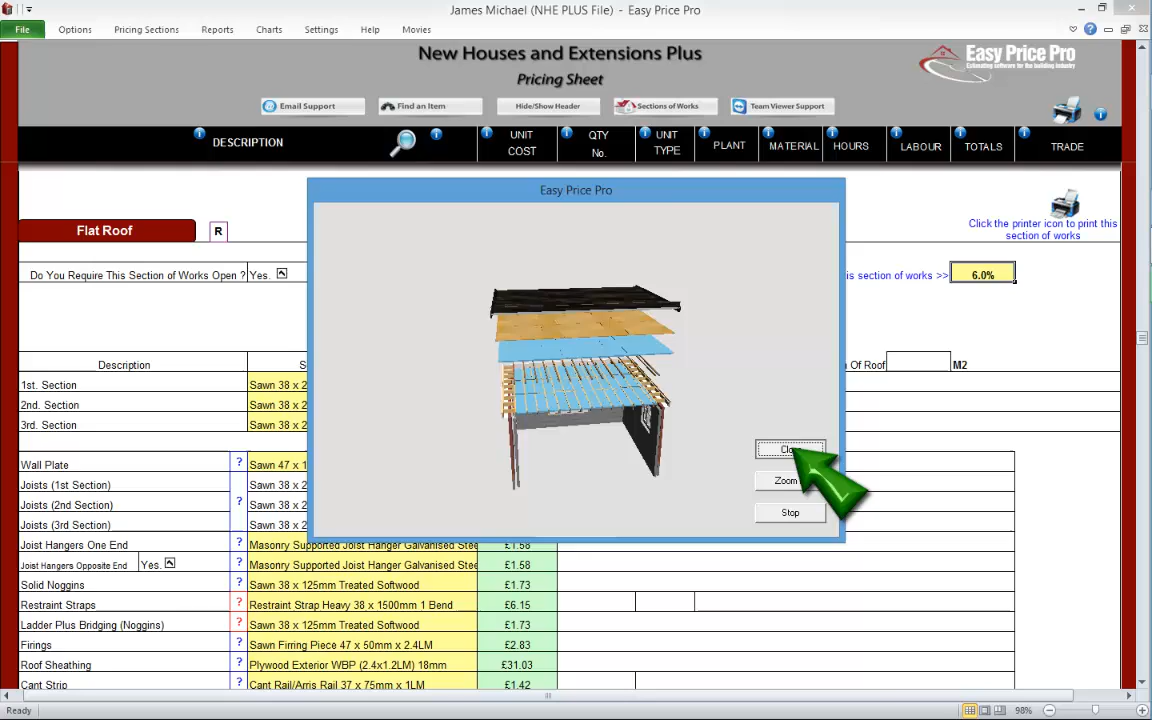 James Michael (NHE PLUS File) - Easy Price Pro
File Options Pricing Sections Reports Charts Settings Help Movies
New Houses and Extensions Plus
Pricing Sheet
Easy Price Pro
Estimating software for the building industry
Email Support Find an Item Hide/Show Header Sections of Works Team Viewer Support
DESCRIPTION UNIT COST QTY No. UNIT TYPE PLANT MATERIAL HOURS LABOUR TOTALS TRADE
Easy Price Pro
Click the printer icon to print this
section of works
Flat Roof R
Do You Require This Section of Works Open ? Yes. is section of works >> 6.0%
Description Of Roof M2
1st. Section Sawn 38 x 2
2nd. Section Sawn 38 x 2
3rd. Section Sawn 38 x 2
Zoom
Stop
Wall Plate ? Sawn 47 x 1
Joists (1st Section) Sawn 38 x 2
Joists (2nd Section) ? Sawn 38 x 2
Joists (3rd Section) Sawn 38 x 2
Joist Hangers One End ? Masonry Supported Joist Hanger Galvanised Stee £1.58
Joist Hangers Opposite End Yes. ? Masonry Supported Joist Hanger Galvanised Stee £1.58
Solid Noggins ? Sawn 38 x 125mm Treated Softwood £1.73
Restraint Straps ? Restraint Strap Heavy 38 x 1500mm 1 Bend £6.15
Ladder Plus Bridging (Noggins) ? Sawn 38 x 125mm Treated Softwood £1.73
Firings ? Sawn Firring Piece 47 x 50mm x 2.4LM £2.83
Roof Sheathing ? Plywood Exterior WBP (2.4x1.2LM) 18mm £31.03
Cant Strip ? Cant Rail/Arris Rail 37 x 75mm x 1LM £1.42
Ready 98%